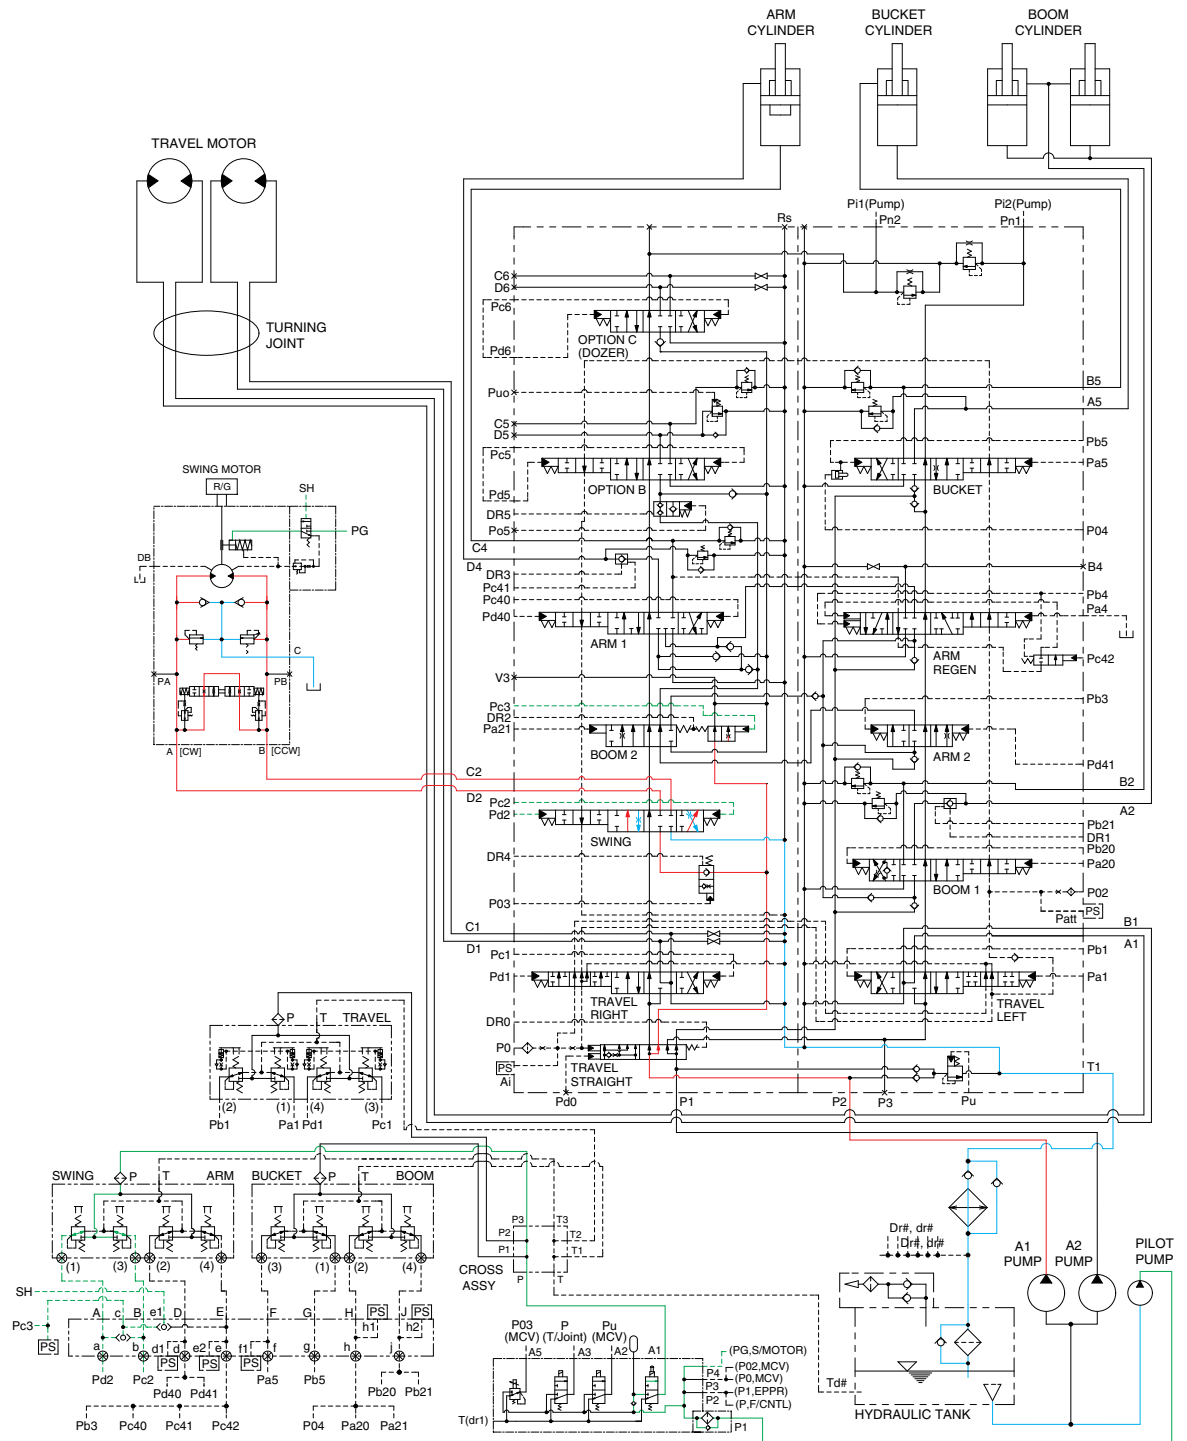 ARM
CYLINDER
BUCKET
CYLINDER
BOOM
CYLINDER
TRAVEL MOTOR
TURNING
JOINT
Rs
Pi1(Pump)
Pn2
Pi2(Pump)
Pn1
C6
D6
Pc6
OPTION C
(DOZER)
Pd6
Puo
C5
D5
Pc5
Pd5
OPTION B
DR5
Po5
C4
D4
DR3
Pc41
Pc40
Pd40
ARM 1
V3
Pc3
DR2
Pa21
BOOM 2
C2
D2
Pc2
Pd2
SWING
DR4
P03
C1
D1
Pc1
Pd1
TRAVEL
RIGHT
DR0
P0
PS
Ai
TRAVEL
STRAIGHT
Pd0
P1
P2
P3
Pu
B5
A5
Pb5
Pa5
BUCKET
P04
B4
Pb4
Pa4
ARM
REGEN
Pc42
Pb3
ARM 2
Pd41
B2
A2
Pb21
DR1
Pb20
Pa20
BOOM 1
P02
PS
Patt
B1
A1
Pb1
Pa1
TRAVEL
LEFT
T1
SWING MOTOR
R/G
SH
PG
DB
C
PA
PB
A [CW]
B [CCW]
P T TRAVEL
(2) (1) (4) (3)
Pb1 Pa1 Pd1 Pc1
SWING P T ARM
BUCKET P T BOOM
(1) (3) (2) (4)
(3) (1) (2) (4)
SH
Pc3
PS
A c B e1 D E F G H PS J PS
h1 h2
a b d1 d e2 e f1 f g h j
PS PS PS
Pd2 Pc2 Pd40 Pd41 Pa5 Pb5 Pb20 Pb21
Pb3 Pc40 Pc41 Pc42 P04 Pa20 Pa21
P3 T3
P2 T2
P1 T1
CROSS
ASSY
P T
P03 P Pu
(MCV) (T/Joint) (MCV)
A5 A3 A2 A1
(PG,S/MOTOR)
P4 (P02,MCV)
P3 (P0,MCV)
P2 (P1,EPPR)
(P,F/CNTL)
T(dr1)
P1
Dr#, dr#
Dr#, dr#
A1
PUMP
A2
PUMP
PILOT
PUMP
Td#
HYDRAULIC TANK